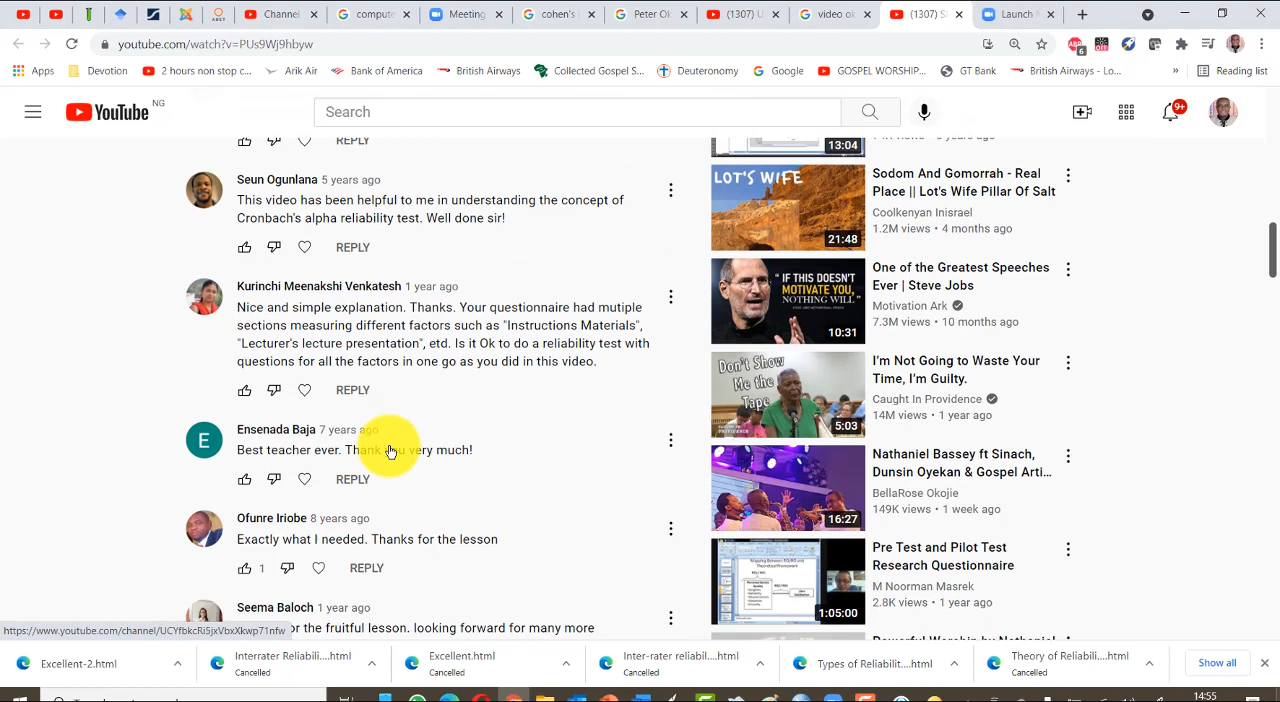 Channel
compute
Meeting
cohen's
Peter Ok
(1307) U
video ok
(1307) S
Launch M
youtube.com/watch?v=PUs9Wj9hbyw
6
Apps
Devotion
2 hours non stop c...
Arik Air
Bank of America
British Airways
Collected Gospel S...
Deuteronomy
Google
GOSPEL WORSHIP...
GT Bank
British Airways - Lo...
»
Reading list
YouTube NG
Search
9+
REPLY
Seun Ogunlana 5 years ago
This video has been helpful to me in understanding the concept of
Cronbach's alpha reliability test. Well done sir!
REPLY
Kurinchi Meenakshi Venkatesh 1 year ago
Nice and simple explanation. Thanks. Your questionnaire had mutiple
sections measuring different factors such as "Instructions Materials",
"Lecturer's lecture presentation", etd. Is it Ok to do a reliability test with
questions for all the factors in one go as you did in this video.
REPLY
Ensenada Baja 7 years ago
Best teacher ever. Thank you very much!
REPLY
Ofunre Iriobe 8 years ago
Exactly what I needed. Thanks for the lesson
1 REPLY
Seema Baloch 1 year ago
fruitful lesson, looking forward for many more
13:04
LOT'S WIFE
21:48
Sodom And Gomorrah - Real
Place || Lot's Wife Pillar Of Salt
Coolkenyan Inisrael
1.2M views • 4 months ago
" IF THIS DOESN'T
MOTIVATE YOU,
NOTHING WILL "
10:31
One of the Greatest Speeches
Ever | Steve Jobs
Motivation Ark
7.3M views • 10 months ago
Don't Show
Me the
Tape
5:03
I'm Not Going to Waste Your
Time, I'm Guilty.
Caught In Providence
14M views • 1 year ago
16:27
Nathaniel Bassey ft Sinach,
Dunsin Oyekan & Gospel Arti...
BellaRose Okojie
149K views • 1 week ago
1:05:00
Pre Test and Pilot Test
Research Questionnaire
M Noorman Masrek
2.8K views • 1 year ago
Powerful Worship by Nathaniel
E
Excellent-2.html
Interrater Reliabili....html
Cancelled
Excellent.html
Cancelled
Inter-rater reliabil....html
Cancelled
Types of Reliabilit....html
Theory of Reliabili....html
Cancelled
Show all
14:55